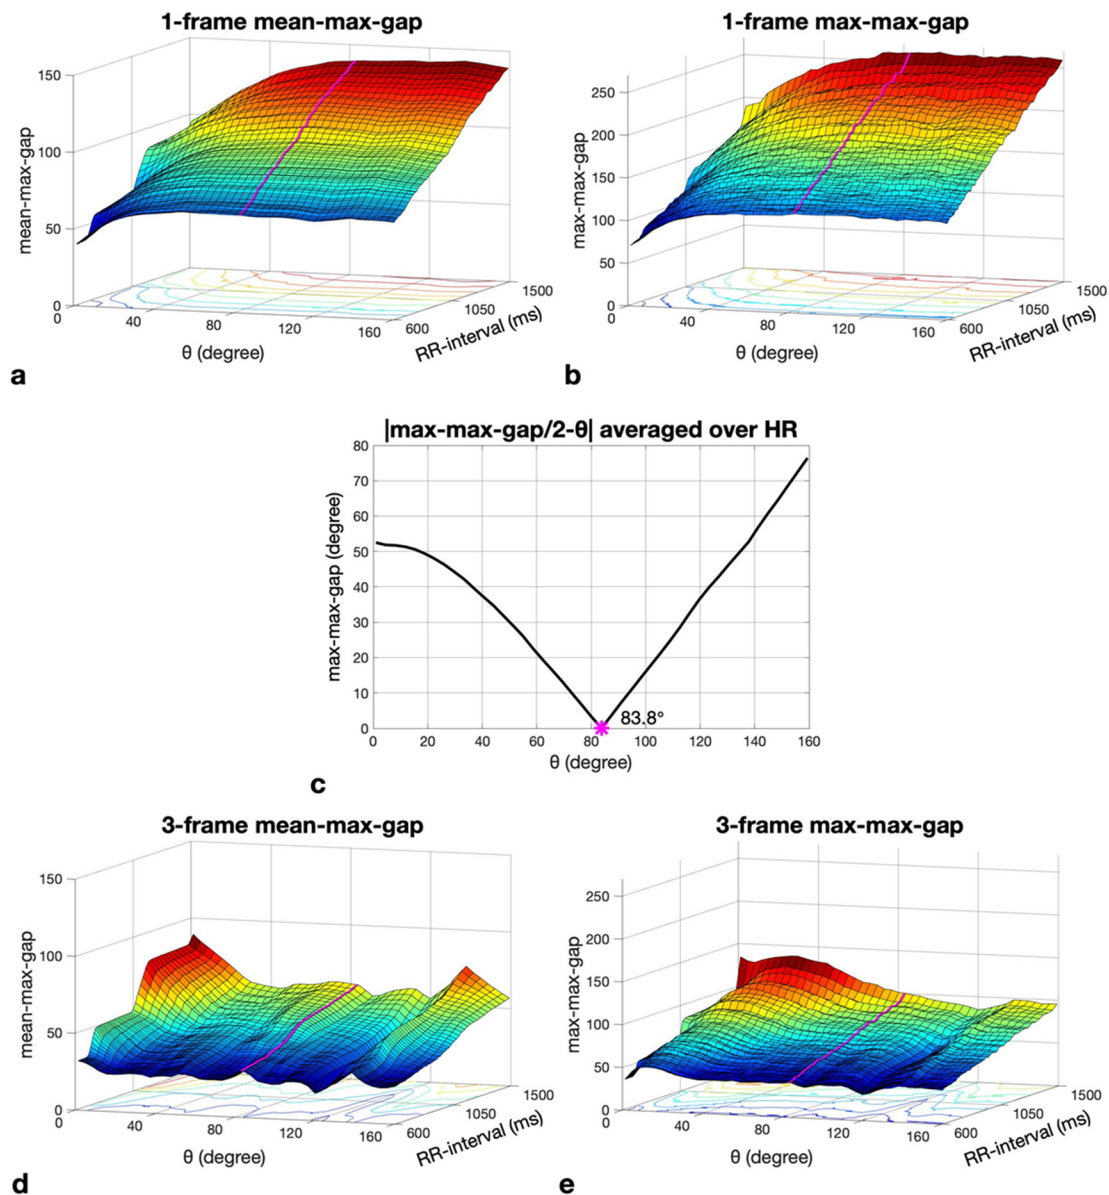 1-frame mean-max-gap
1-frame max-max-gap
mean-max-gap
150
100
50
0
0
40
80
120
160
θ (degree)
600
1050
1500
RR-interval (ms)
a
max-max-gap
250
200
150
100
50
0
0
40
80
120
160
θ (degree)
600
1050
1500
RR-interval (ms)
b
|max-max-gap/2-θ| averaged over HR
max-max-gap (degree)
80
70
60
50
40
30
20
10
0
83.8°
0
20
40
60
80
100
120
140
160
θ (degree)
c
3-frame mean-max-gap
3-frame max-max-gap
mean-max-gap
150
100
50
0
0
40
80
120
160
θ (degree)
600
1050
1500
RR-interval (ms)
d
max-max-gap
250
200
150
100
50
0
0
40
80
120
160
θ (degree)
600
1050
1500
RR-interval (ms)
e